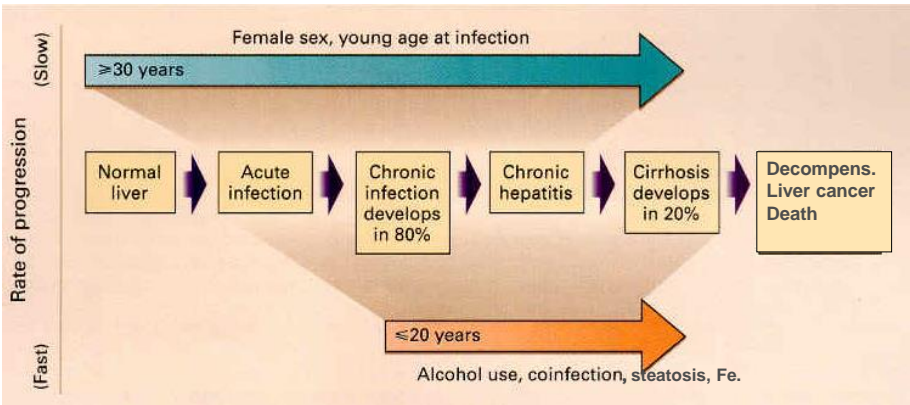 Female sex, young age at infection
≥30 years
Rate of progression
(Slow)
(Fast)
Normal
liver
Acute
infection
Chronic
infection
develops
in 80%
Chronic
hepatitis
Cirrhosis
develops
in 20%
Decompens.
Liver cancer
Death
≤20 years
Alcohol use, coinfection, steatosis, Fe.